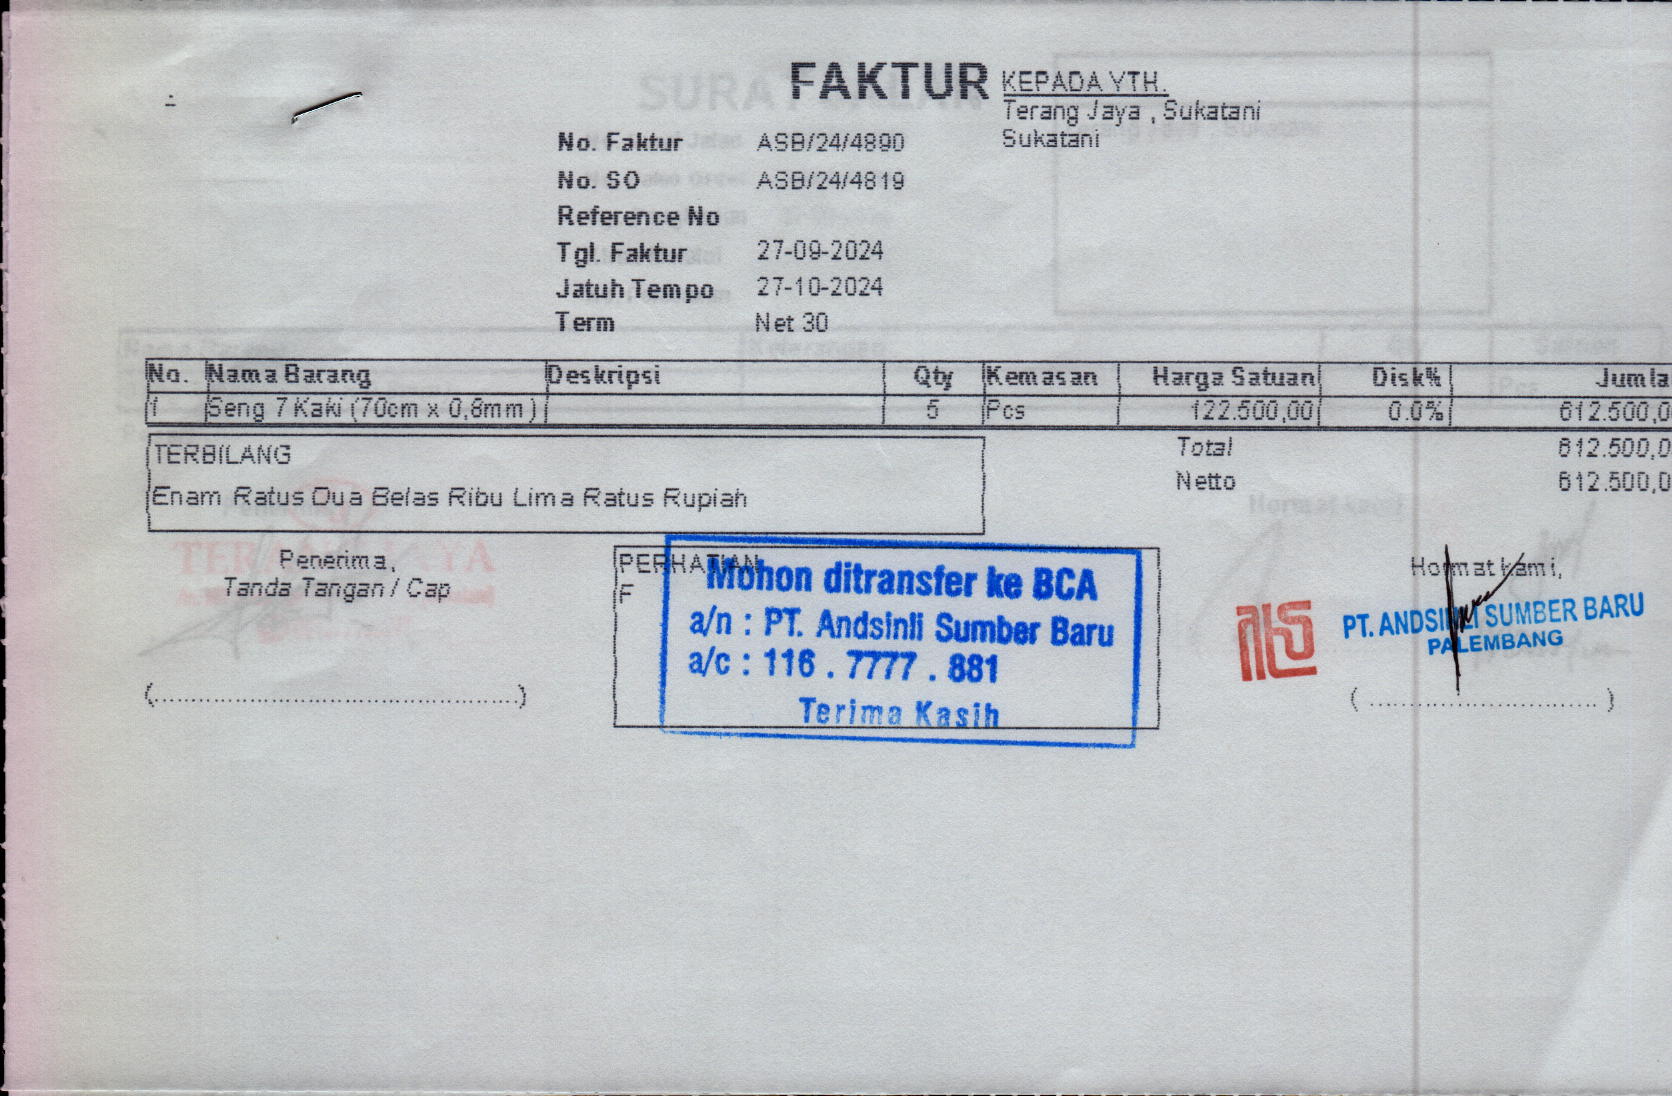 FAKTUR
KEPADA YTH.
Terang Jaya , Sukatani
Sukatani
No. Faktur ASB/24/4890
No. SO ASB/24/4819
Reference No
Tgl. Faktur 27-09-2024
Jatuh Tempo 27-10-2024
Term Net 30
No. Nama Barang Deskripsi Qty Kemasan Harga Satuan Disk% Jumla
1 Seng 7 Kaki (70cm x 0,8mm) 5 Pcs 122.500,00 0.0% 612.500,0
TERBILANG
Enam Ratus Dua Belas Ribu Lima Ratus Rupiah
Total 612.500,0
Netto 612.500,0
Penerima,
Tanda Tangan / Cap
(...............................................)
PERHATIAN
F
Mohon ditransfer ke BCA
a/n : PT. Andsinli Sumber Baru
a/c : 116 . 7777 . 881
Terima Kasih
Hormat kami,
PT. ANDSINLI SUMBER BARU
PALEMBANG
( ............................. )